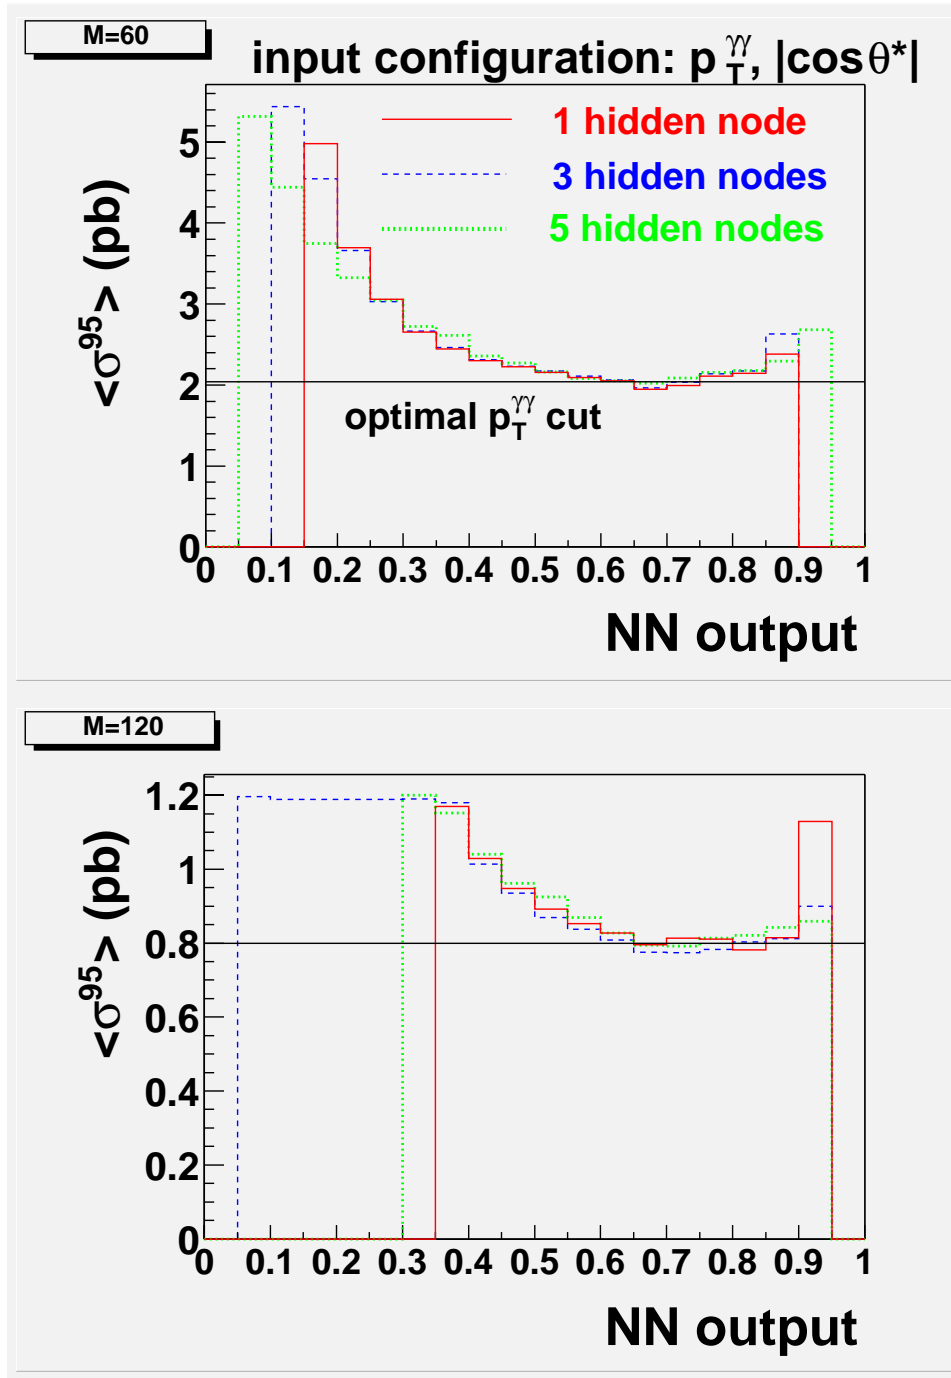 M=60
input configuration: p_T^γγ, |cosθ*|
1 hidden node
3 hidden nodes
5 hidden nodes
<σ^95> (pb)
5
4
3
2
1
0
optimal p_T^γγ cut
0 0.1 0.2 0.3 0.4 0.5 0.6 0.7 0.8 0.9 1
NN output
M=120
<σ^95> (pb)
1.2
1
0.8
0.6
0.4
0.2
0
0 0.1 0.2 0.3 0.4 0.5 0.6 0.7 0.8 0.9 1
NN output